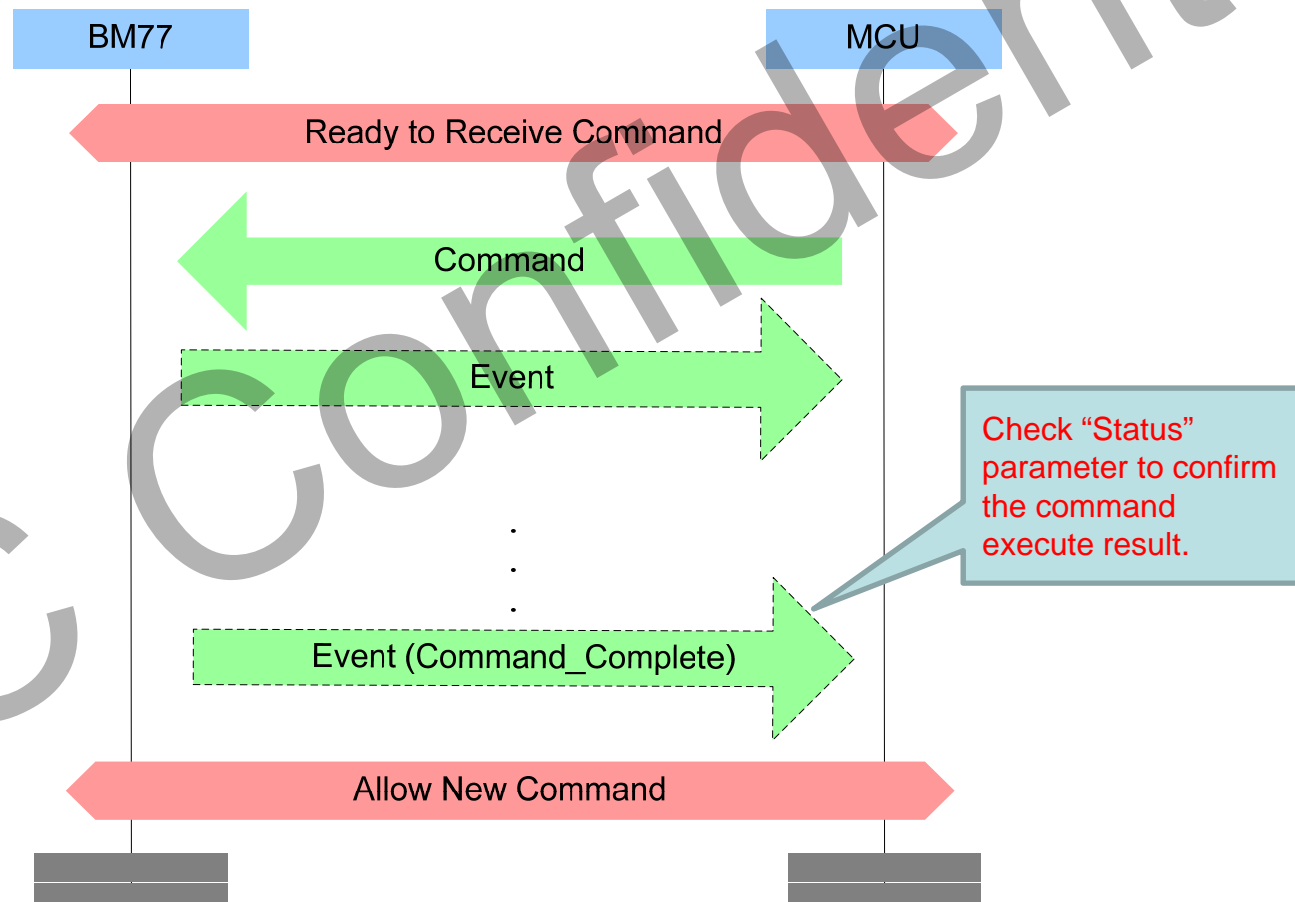 BM77
MCU
Ready to Receive Command
Command
Event
Check “Status”
parameter to confirm
the command
execute result.
.
.
.
Event (Command_Complete)
Allow New Command
C Confident